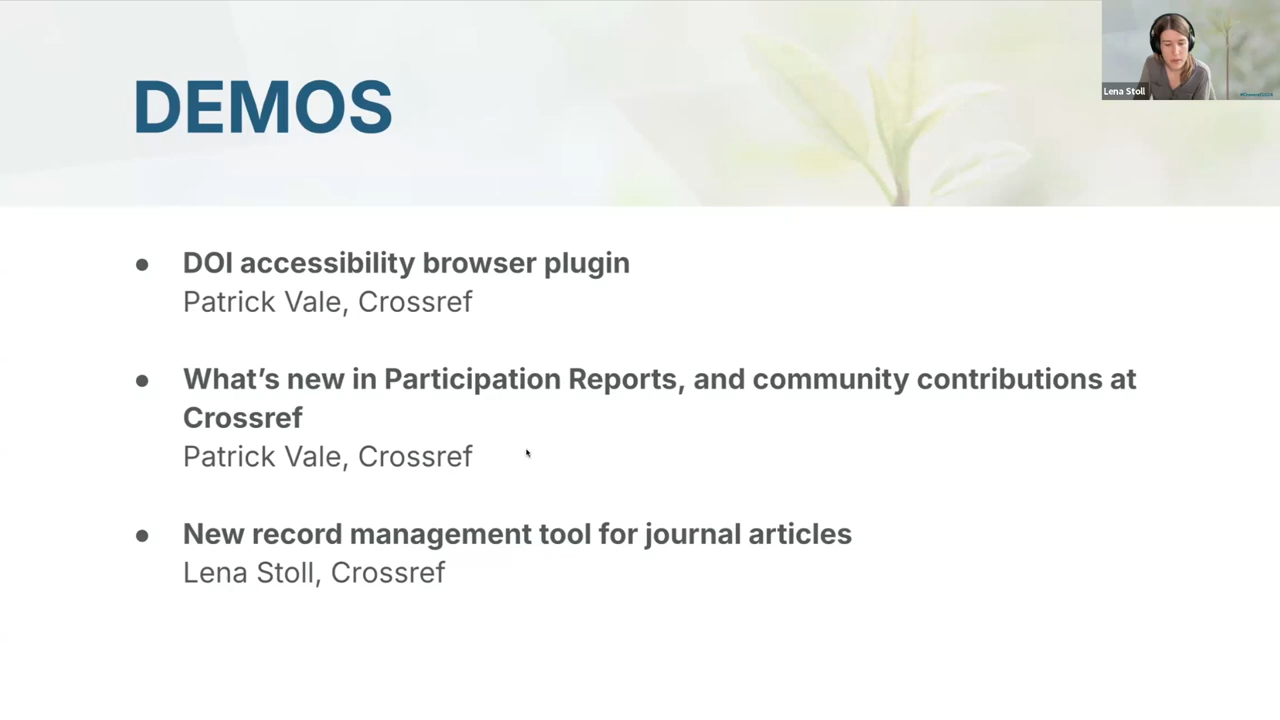 DEMOS
Lena Stoll
● DOI accessibility browser plugin
Patrick Vale, Crossref
● What's new in Participation Reports, and community contributions at
Crossref
Patrick Vale, Crossref
● New record management tool for journal articles
Lena Stoll, Crossref